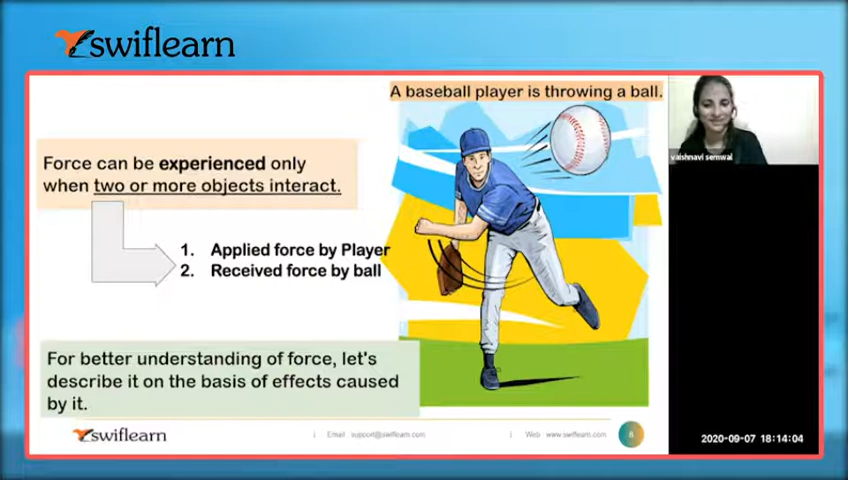 swiflearn
A baseball player is throwing a ball.
vaishnavi semwal
Force can be experienced only
when two or more objects interact.
1. Applied force by Player
2. Received force by ball
For better understanding of force, let's
describe it on the basis of effects caused
by it.
swiflearn
Email : support@swiflearn.com
Web : www.swiflearn.com
8
2020-09-07 18:14:04